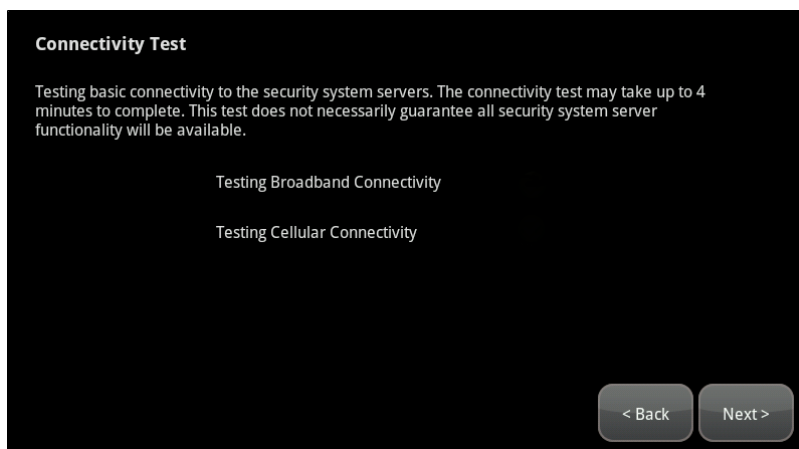 Connectivity Test
Testing basic connectivity to the security system servers. The connectivity test may take up to 4
minutes to complete. This test does not necessarily guarantee all security system server
functionality will be available.
Testing Broadband Connectivity
Testing Cellular Connectivity
< Back
Next >